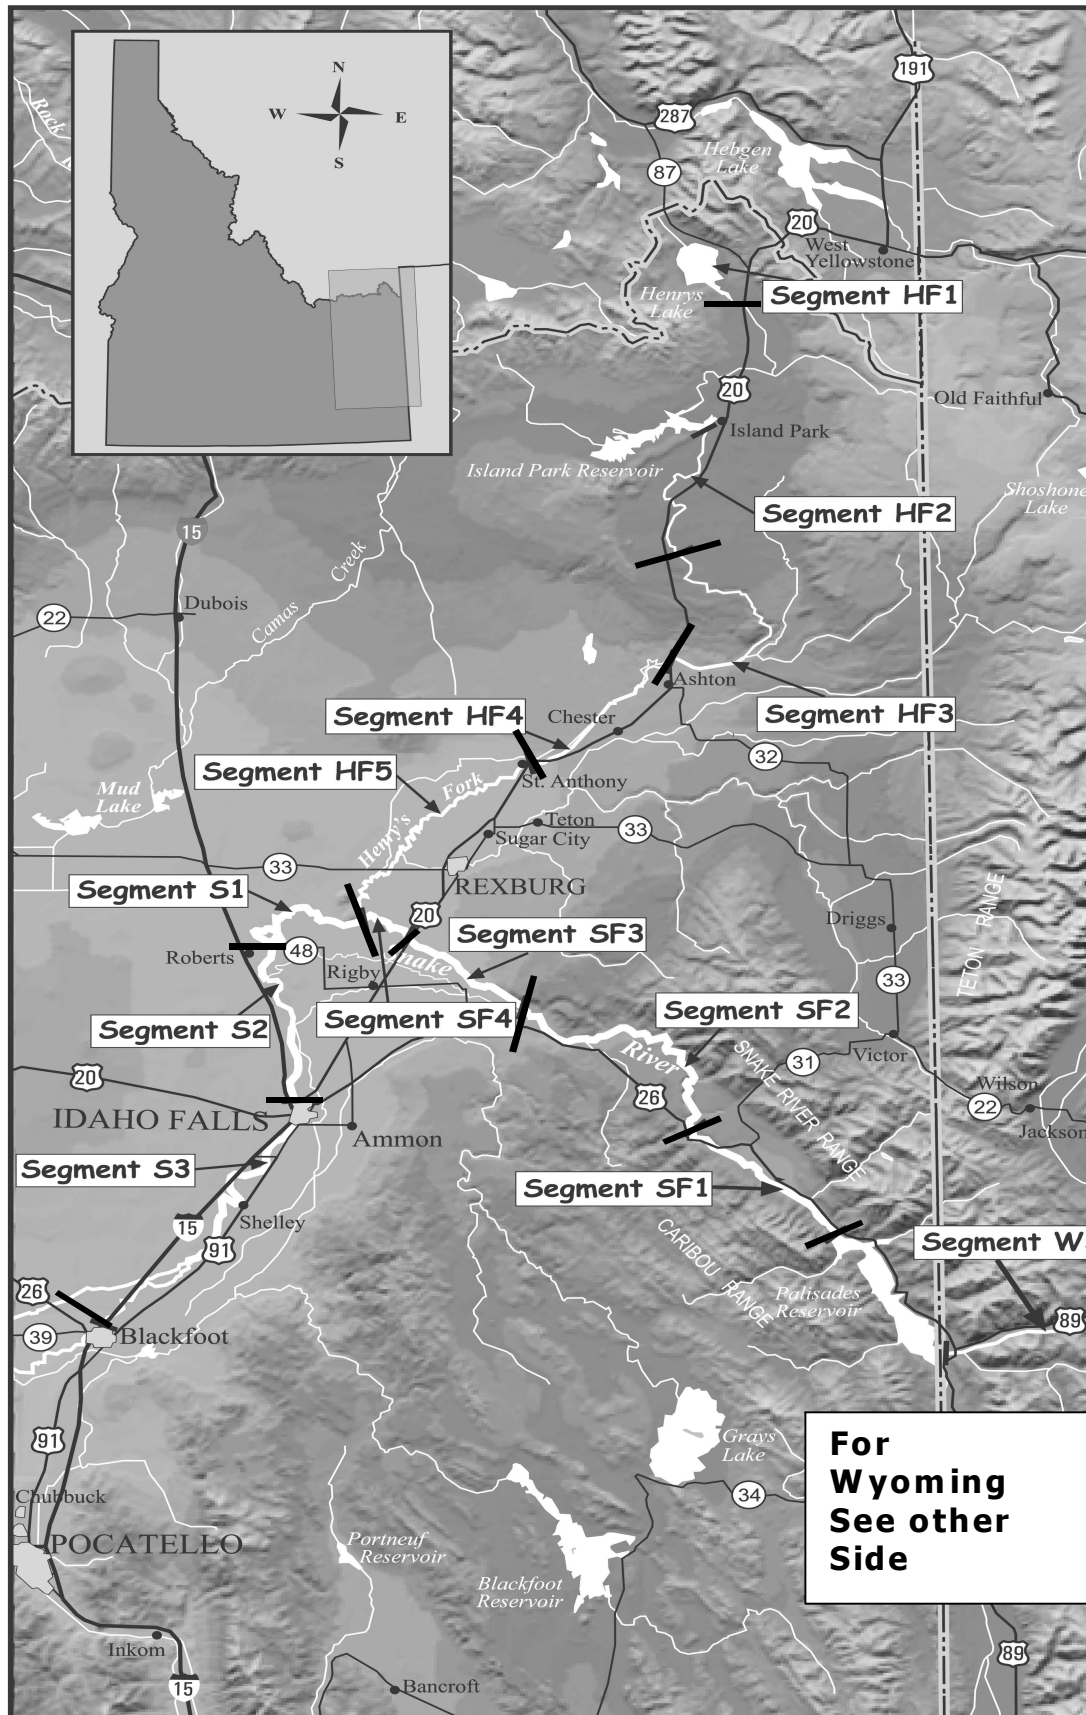 N
W
E
S
Rock
191
287
Hebgen
Lake
87
20
West
Yellowstone
Henrys
Lake
Segment HF1
20
Old Faithful
Island Park
Island Park Reservoir
Shoshone
Lake
Segment HF2
15
Creek
Camas
Dubois
22
Ashton
Segment HF4
Chester
Segment HF3
32
Segment HF5
St. Anthony
Mud
Lake
Henry's
Fork
Teton
Sugar City
33
33
REXBURG
Segment S1
20
Segment SF3
Driggs
TETON RANGE
Roberts
48
Snake
Rigby
33
Segment S2
Segment SF4
Segment SF2
River
SNAKE RIVER RANGE
Victor
31
20
26
Wilson
22
Jackson
IDAHO FALLS
Ammon
Segment S3
Segment SF1
15
Shelley
91
CARIBOU RANGE
Segment W
26
Palisades
Reservoir
39
Blackfoot
89
91
Grays
Lake
For
Wyoming
See other
Side
34
Chubbuck
POCATELLO
Portneuf
Reservoir
Blackfoot
Reservoir
Inkom
89
15
Bancroft